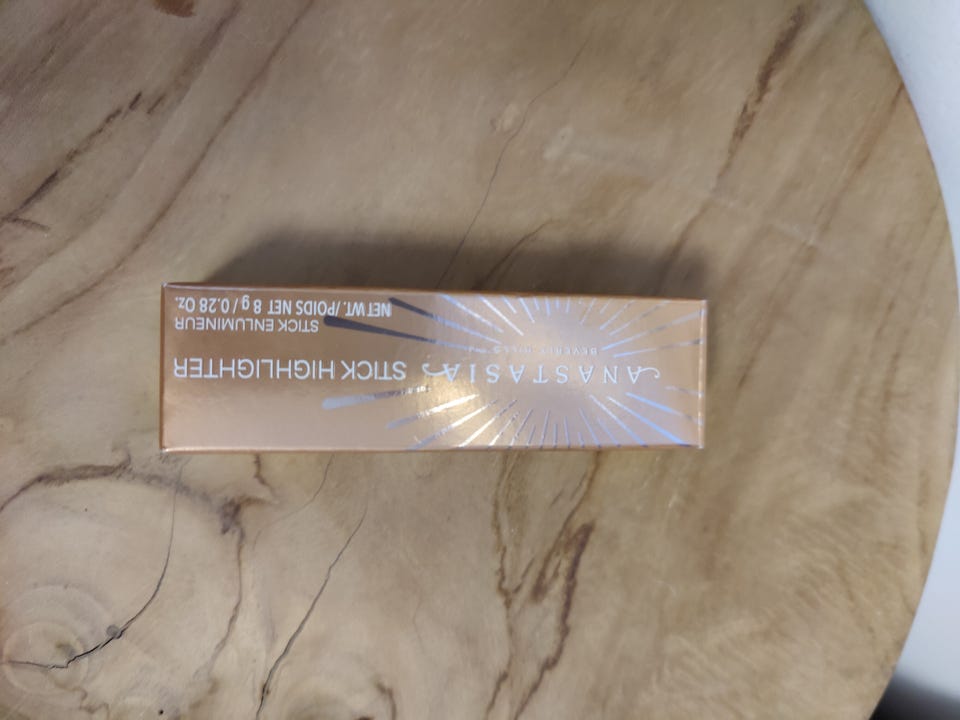 ANASTASIA
BEVERLY HILLS
STICK HIGHLIGHTER
STICK ENLUMINEUR
NET WT. / POIDS NET 8 g / 0.28 Oz.